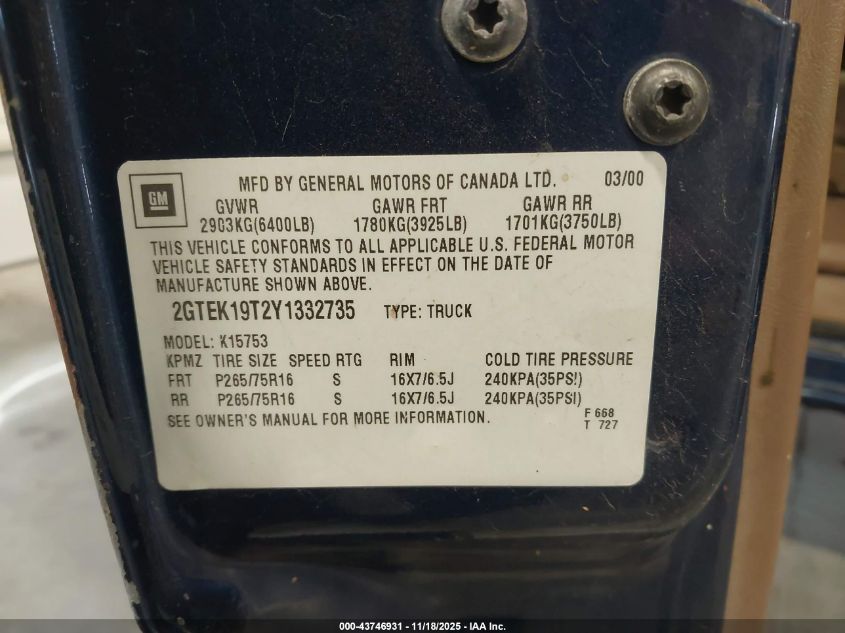 GM
MFD BY GENERAL MOTORS OF CANADA LTD. 03/00
GVWR GAWR FRT GAWR RR
2903KG(6400LB) 1780KG(3925LB) 1701KG(3750LB)
THIS VEHICLE CONFORMS TO ALL APPLICABLE U.S. FEDERAL MOTOR
VEHICLE SAFETY STANDARDS IN EFFECT ON THE DATE OF
MANUFACTURE SHOWN ABOVE.
2GTEK19T2Y1332735 TYPE: TRUCK
MODEL: K15753
KPMZ TIRE SIZE SPEED RTG RIM COLD TIRE PRESSURE
FRT P265/75R16 S 16X7/6.5J 240KPA(35PSI)
RR P265/75R16 S 16X7/6.5J 240KPA(35PSI)
SEE OWNER'S MANUAL FOR MORE INFORMATION.
F 668
T 727
000-43746931 - 11/18/2025 - IAA Inc.